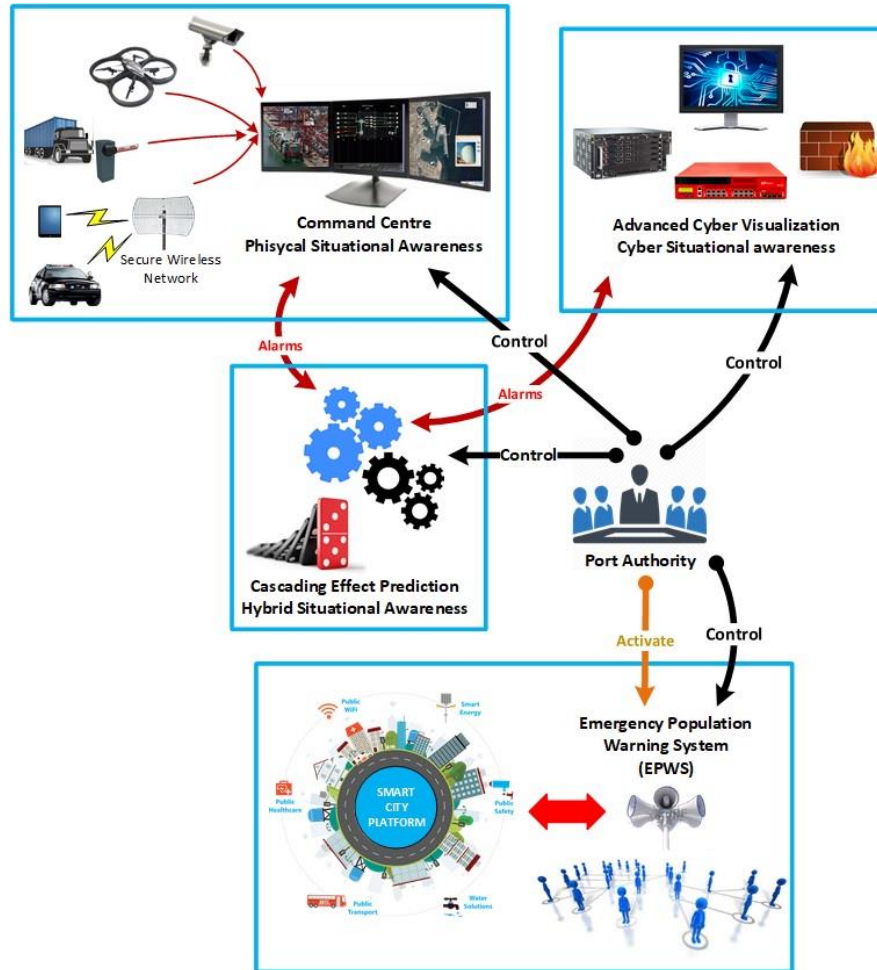 Secure Wireless
Network
Command Centre
Phisycal Situational Awareness
Advanced Cyber Visualization
Cyber Situational awareness
Alarms
Control
Control
Alarms
Control
Cascading Effect Prediction
Hybrid Situational Awareness
Port Authority
Activate
Control
Emergency Population
Warning System
(EPWS)
Public
WiFi
Smart
Energy
Public
Healthcare
SMART
CITY
PLATFORM
Public
Safety
Public
Transport
Water
Solutions